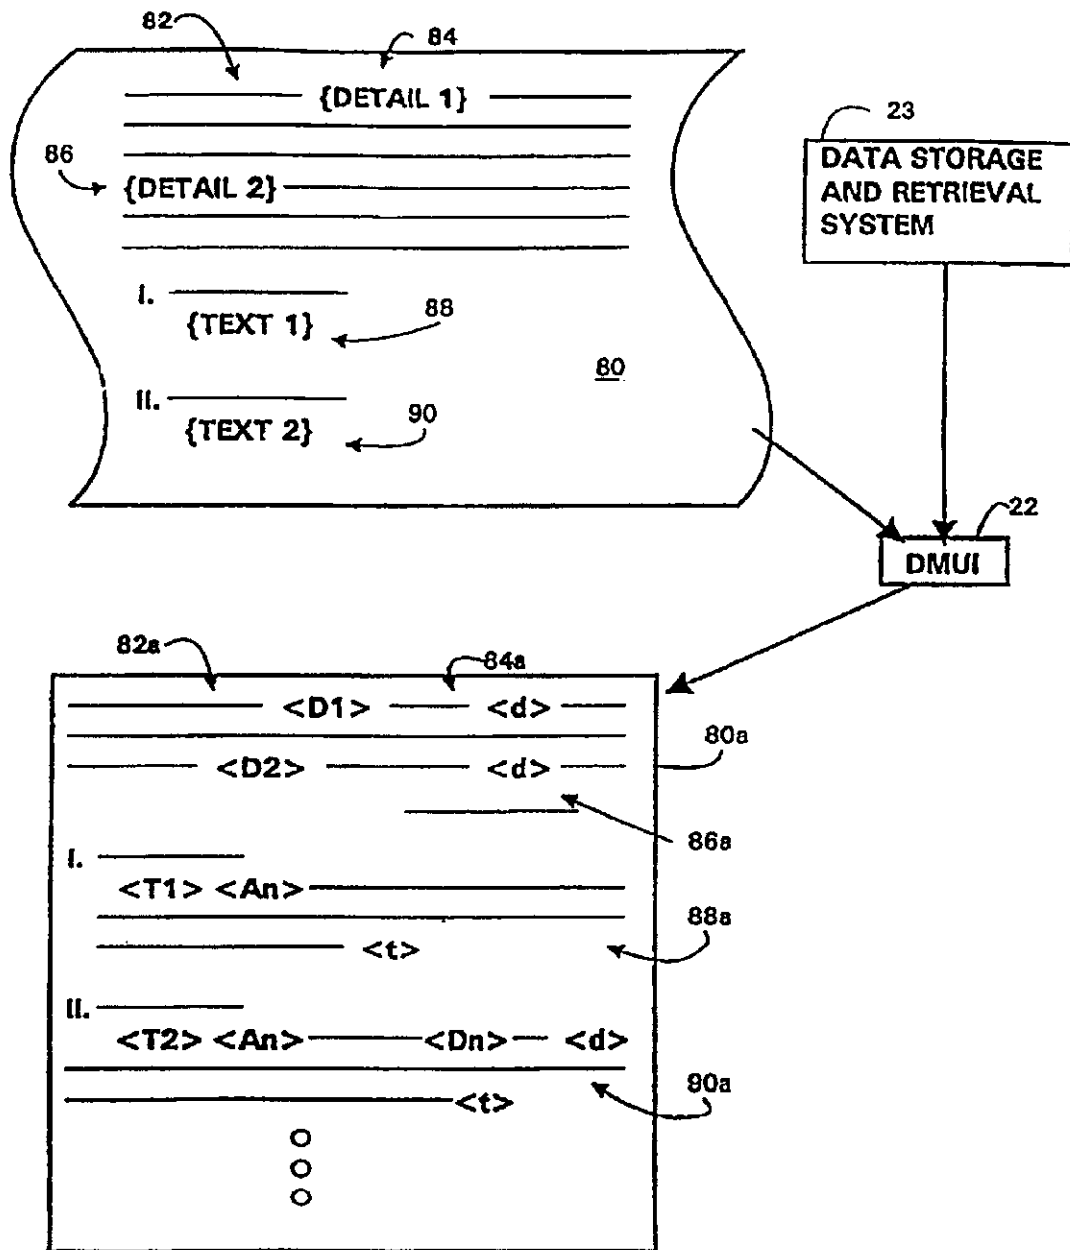 82
84
{DETAIL 1}
23
DATA STORAGE
AND RETRIEVAL
SYSTEM
86
{DETAIL 2}
I.
{TEXT 1}
88
80
II.
{TEXT 2}
90
22
DMUI
82a
84a
<D1> <d>
80a
<D2> <d>
86a
I.
<T1> <An>
88a
<t>
II.
<T2> <An> <Dn> <d>
90a
<t>